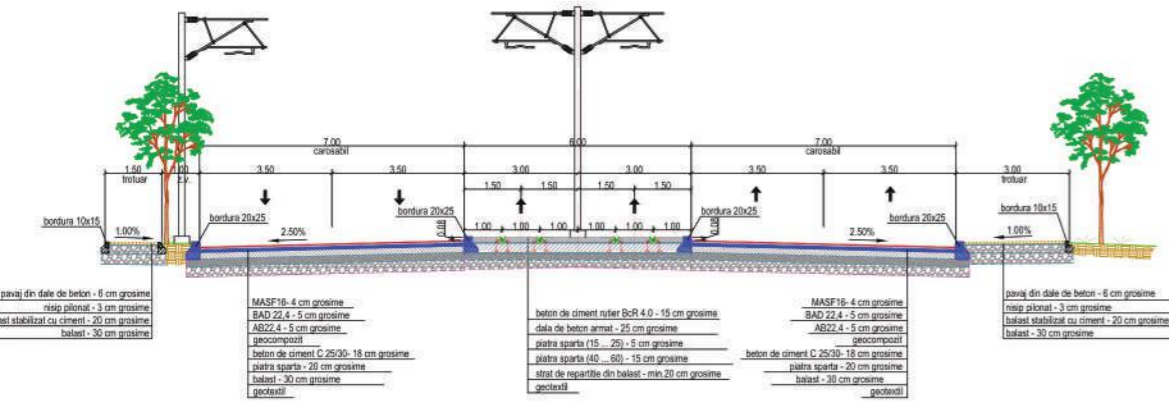 7.00
6.00
7.00
carosabil
carosabil
1.50
1.00
3.50
3.50
3.00
3.00
3.50
3.50
3.00
trotuar
z.v.
trotuar
1.50
1.50
1.50
1.50
bordura 10x15
bordura 20x25
bordura 20x25
bordura 20x25
bordura 20x25
bordura 10x15
1.00
1.00
1.00
1.00
1.00
1.00
0.08
0.08
1.00%
2.50%
2.50%
1.00%
pavaj din dale de beton - 6 cm grosime
nisip pilonat - 3 cm grosime
ast stabilizat cu ciment - 20 cm grosime
balast - 30 cm grosime
MASF16- 4 cm grosime
BAD 22,4 - 5 cm grosime
AB22,4 - 5 cm grosime
geocompozit
beton de ciment C 25/30- 18 cm grosime
piatra sparta - 20 cm grosime
balast - 30 cm grosime
geotextil
beton de ciment rutier BcR 4.0 - 15 cm grosime
dala de beton armat - 25 cm grosime
piatra sparta (15 ... 25) - 5 cm grosime
piatra sparta (40 ... 60) - 15 cm grosime
strat de repartitie din balast - min.20 cm grosime
geotextil
MASF16- 4 cm grosime
BAD 22,4 - 5 cm grosime
AB22,4 - 5 cm grosime
geocompozit
beton de ciment C 25/30- 18 cm grosime
piatra sparta - 20 cm grosime
balast - 30 cm grosime
geotextil
pavaj din dale de beton - 6 cm grosime
nisip pilonat - 3 cm grosime
balast stabilizat cu ciment - 20 cm grosime
balast - 30 cm grosime